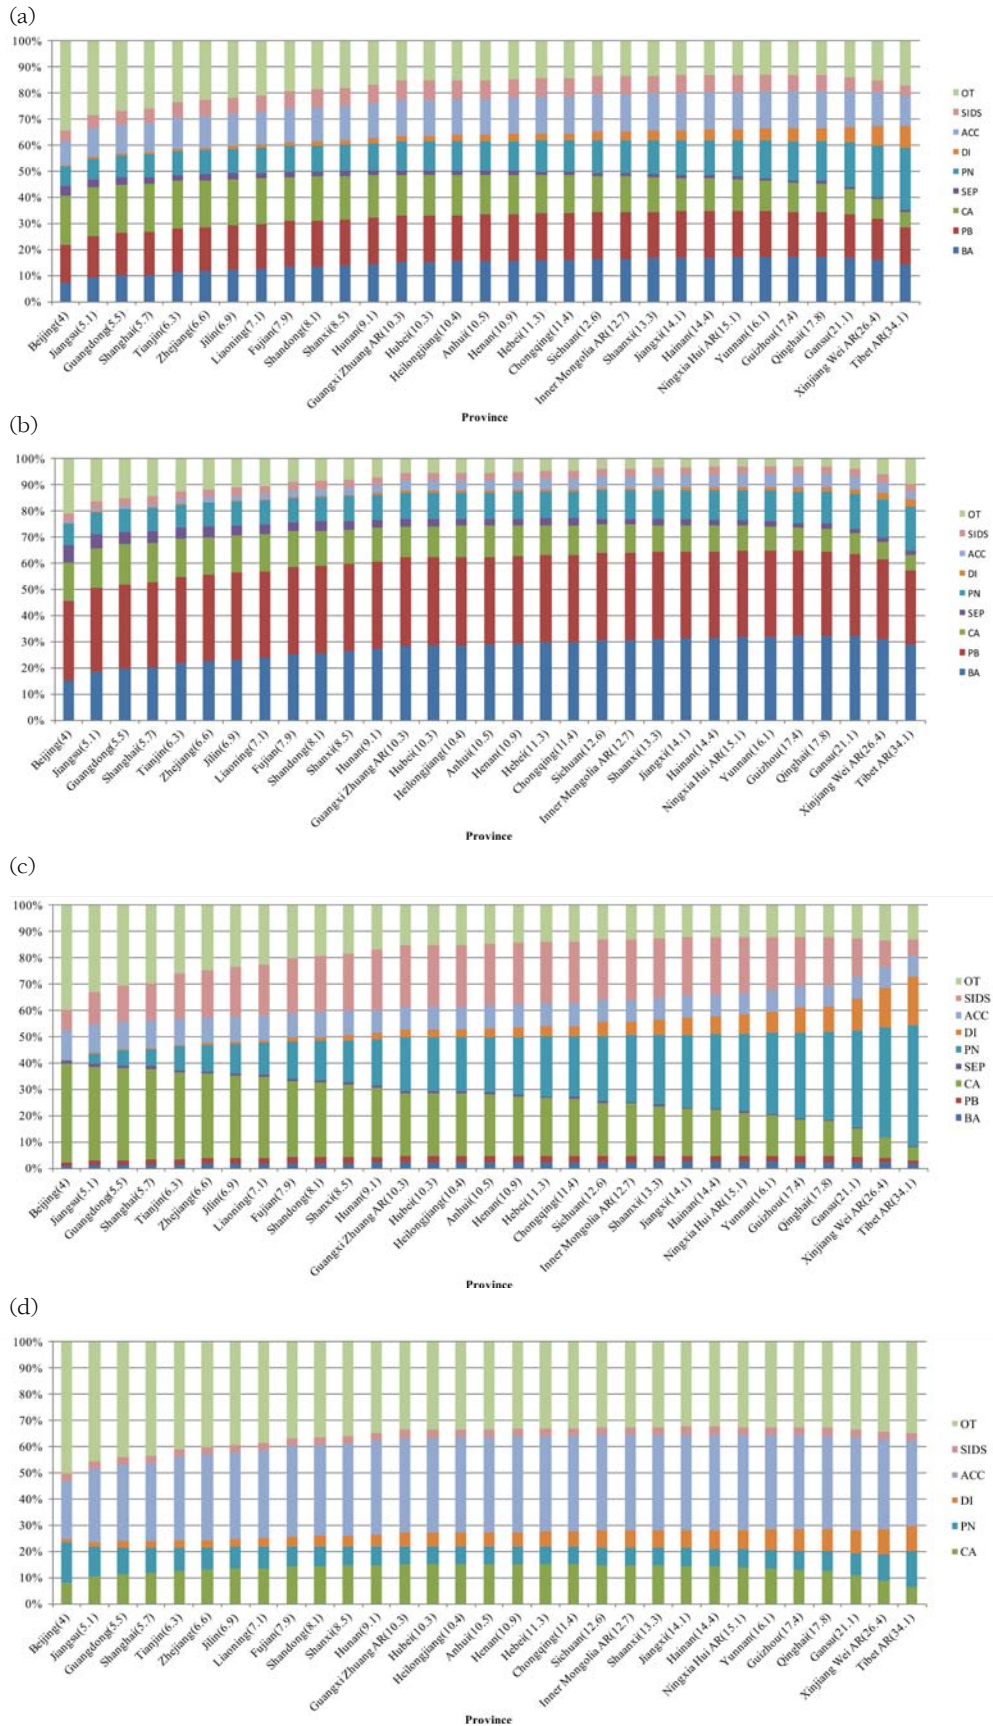 (a)
100%
90%
80%
70%
60%
50%
40%
30%
20%
10%
0%
OT
SIDS
ACC
DI
PN
SEP
CA
PB
BA
Beijing(4)
Jiangsu(5.1)
Guangdong(5.5)
Shanghai(5.7)
Tianjin(6.3)
Zhejiang(6.6)
Jilin(6.9)
Liaoning(7.1)
Fujian(7.9)
Shandong(8.1)
Shanxi(8.5)
Hunan(9.1)
Guangxi Zhuang AR(10.3)
Hubei(10.3)
Heilongjiang(10.4)
Anhui(10.5)
Henan(10.9)
Hebei(11.3)
Chongqing(11.4)
Sichuan(12.6)
Inner Mongolia AR(12.7)
Shaanxi(13.3)
Jiangxi(14.1)
Hainan(14.4)
Ningxia Hui AR(15.1)
Yunnan(16.1)
Guizhou(17.4)
Qinghai(17.8)
Gansu(21.1)
Xinjiang Wei AR(26.4)
Tibet AR(34.1)
Province
(b)
100%
90%
80%
70%
60%
50%
40%
30%
20%
10%
0%
OT
SIDS
ACC
DI
PN
SEP
CA
PB
BA
Beijing(4)
Jiangsu(5.1)
Guangdong(5.5)
Shanghai(5.7)
Tianjin(6.3)
Zhejiang(6.6)
Jilin(6.9)
Liaoning(7.1)
Fujian(7.9)
Shandong(8.1)
Shanxi(8.5)
Hunan(9.1)
Guangxi Zhuang AR(10.3)
Hubei(10.3)
Heilongjiang(10.4)
Anhui(10.5)
Henan(10.9)
Hebei(11.3)
Chongqing(11.4)
Sichuan(12.6)
Inner Mongolia AR(12.7)
Shaanxi(13.3)
Jiangxi(14.1)
Hainan(14.4)
Ningxia Hui AR(15.1)
Yunnan(16.1)
Guizhou(17.4)
Qinghai(17.8)
Gansu(21.1)
Xinjiang Wei AR(26.4)
Tibet AR(34.1)
Province
(c)
100%
90%
80%
70%
60%
50%
40%
30%
20%
10%
0%
OT
SIDS
ACC
DI
PN
SEP
CA
PB
BA
Beijing(4)
Jiangsu(5.1)
Guangdong(5.5)
Shanghai(5.7)
Tianjin(6.3)
Zhejiang(6.6)
Jilin(6.9)
Liaoning(7.1)
Fujian(7.9)
Shandong(8.1)
Shanxi(8.5)
Hunan(9.1)
Guangxi Zhuang AR(10.3)
Hubei(10.3)
Heilongjiang(10.4)
Anhui(10.5)
Henan(10.9)
Hebei(11.3)
Chongqing(11.4)
Sichuan(12.6)
Inner Mongolia AR(12.7)
Shaanxi(13.3)
Jiangxi(14.1)
Hainan(14.4)
Ningxia Hui AR(15.1)
Yunnan(16.1)
Guizhou(17.4)
Qinghai(17.8)
Gansu(21.1)
Xinjiang Wei AR(26.4)
Tibet AR(34.1)
Province
(d)
100%
90%
80%
70%
60%
50%
40%
30%
20%
10%
0%
OT
SIDS
ACC
DI
PN
CA
Beijing(4)
Jiangsu(5.1)
Guangdong(5.5)
Shanghai(5.7)
Tianjin(6.3)
Zhejiang(6.6)
Jilin(6.9)
Liaoning(7.1)
Fujian(7.9)
Shandong(8.1)
Shanxi(8.5)
Hunan(9.1)
Guangxi Zhuang AR(10.3)
Hubei(10.3)
Heilongjiang(10.4)
Anhui(10.5)
Henan(10.9)
Hebei(11.3)
Chongqing(11.4)
Sichuan(12.6)
Inner Mongolia AR(12.7)
Shaanxi(13.3)
Jiangxi(14.1)
Hainan(14.4)
Ningxia Hui AR(15.1)
Yunnan(16.1)
Guizhou(17.4)
Qinghai(17.8)
Gansu(21.1)
Xinjiang Wei AR(26.4)
Tibet AR(34.1)
Province